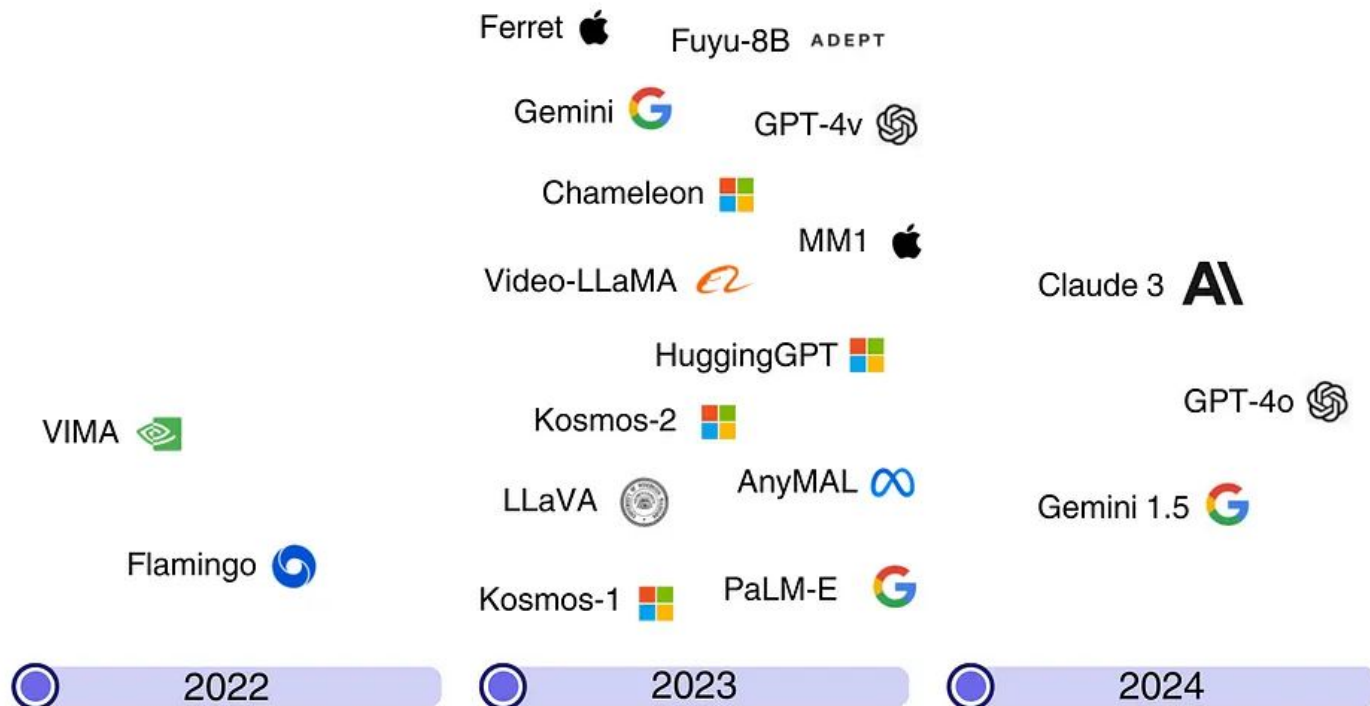 Ferret
Fuyu-8B ADEPT
Gemini
GPT-4v
Chameleon
MM1
Video-LLaMA
Claude 3
HuggingGPT
GPT-4o
Kosmos-2
VIMA
AnyMAL
LLaVA
Gemini 1.5
Flamingo
PaLM-E
Kosmos-1
2022
2023
2024